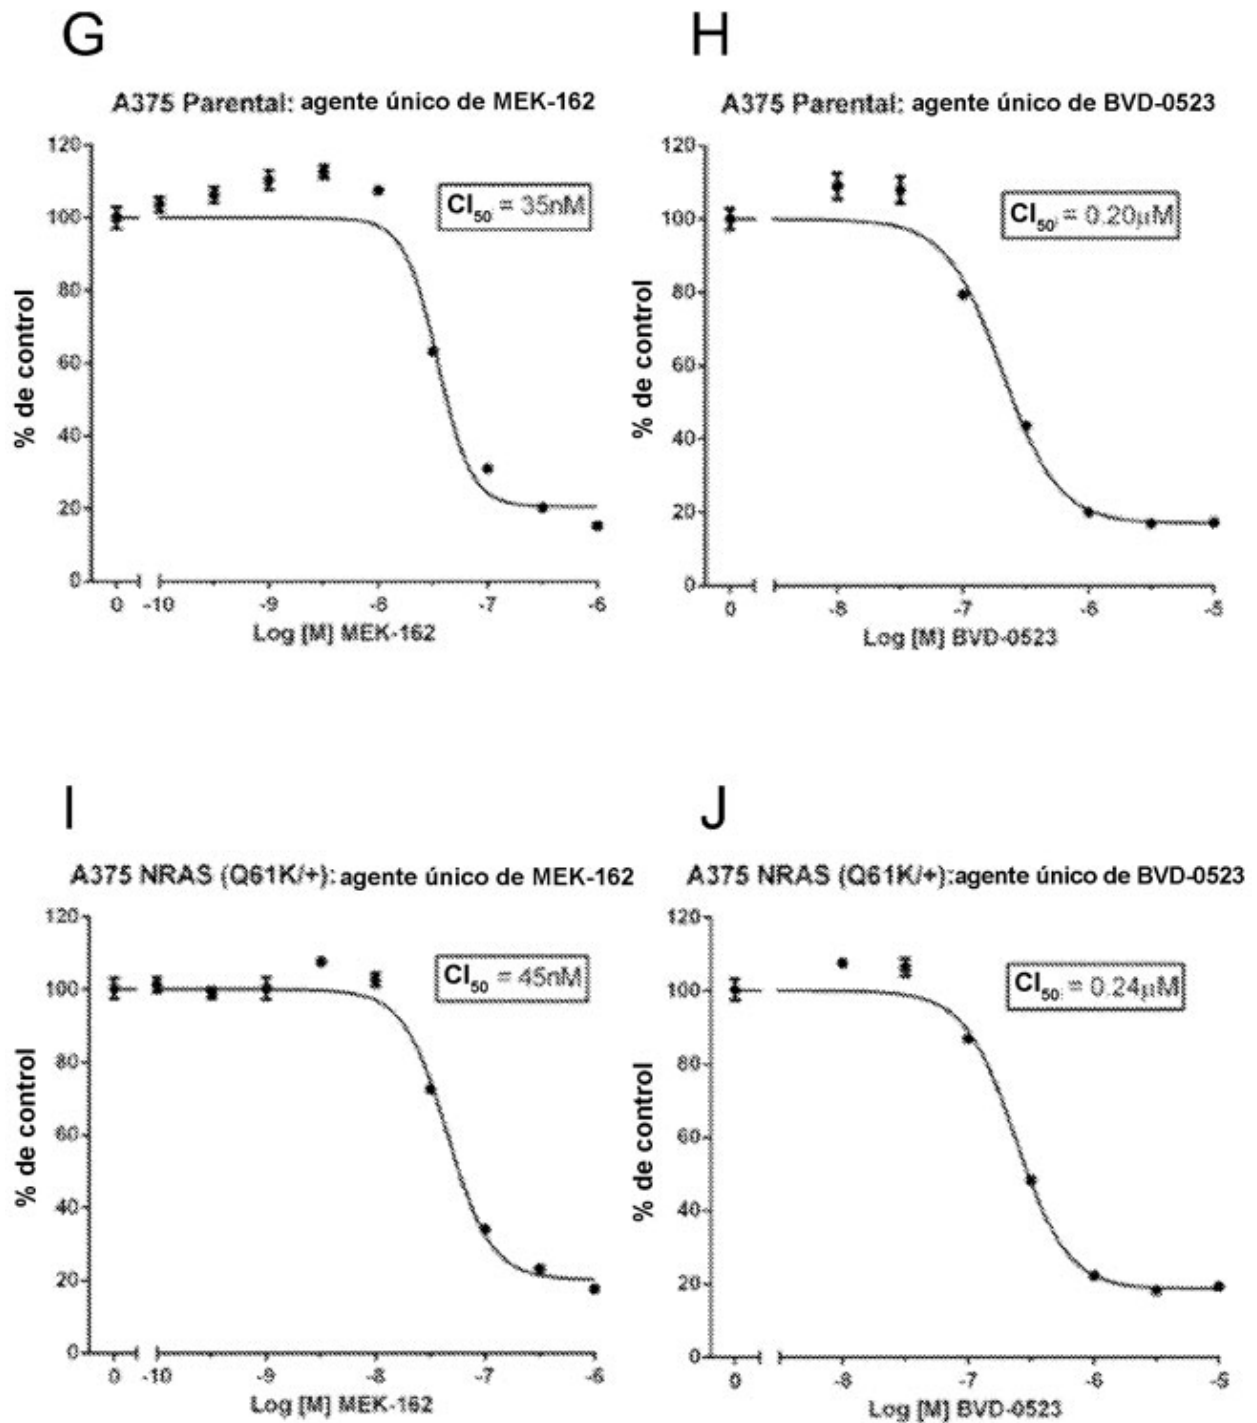 G
H
A375 Parental: agente único de MEK-162
A375 Parental: agente único de BVD-0523
120
100
80
60
40
20
0
% de control
CI50 = 35nM
0 -10 -9 -8 -7 -6
Log [M] MEK-162
120
100
80
60
40
20
0
% de control
CI50 = 0.20µM
0 -8 -7 -6 -5
Log [M] BVD-0523
I
J
A375 NRAS (Q61K/+): agente único de MEK-162
A375 NRAS (Q61K/+):agente único de BVD-0523
120
100
80
60
40
20
0
% de control
CI50 = 45nM
0 -10 -9 -8 -7 -6
Log [M] MEK-162
120
100
80
60
40
20
0
% de control
CI50 = 0.24µM
0 -8 -7 -6 -5
Log [M] BVD-0523